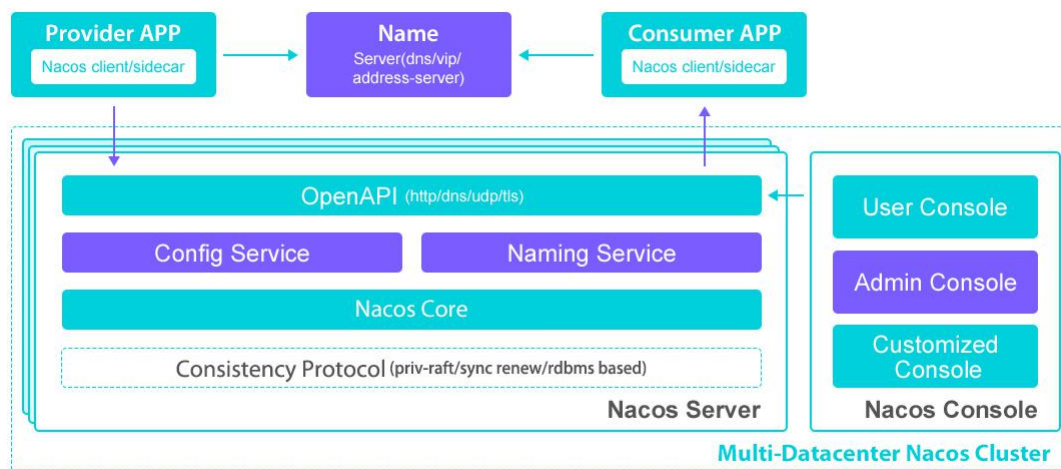 Provider APP
Nacos client/sidecar
Name
Server(dns/vip/
address-server)
Consumer APP
Nacos client/sidecar
OpenAPI (http/dns/udp/tls)
Config Service
Naming Service
Nacos Core
Consistency Protocol (priv-raft/sync renew/rdbms based)
Nacos Server
User Console
Admin Console
Customized
Console
Nacos Console
Multi-Datacenter Nacos Cluster